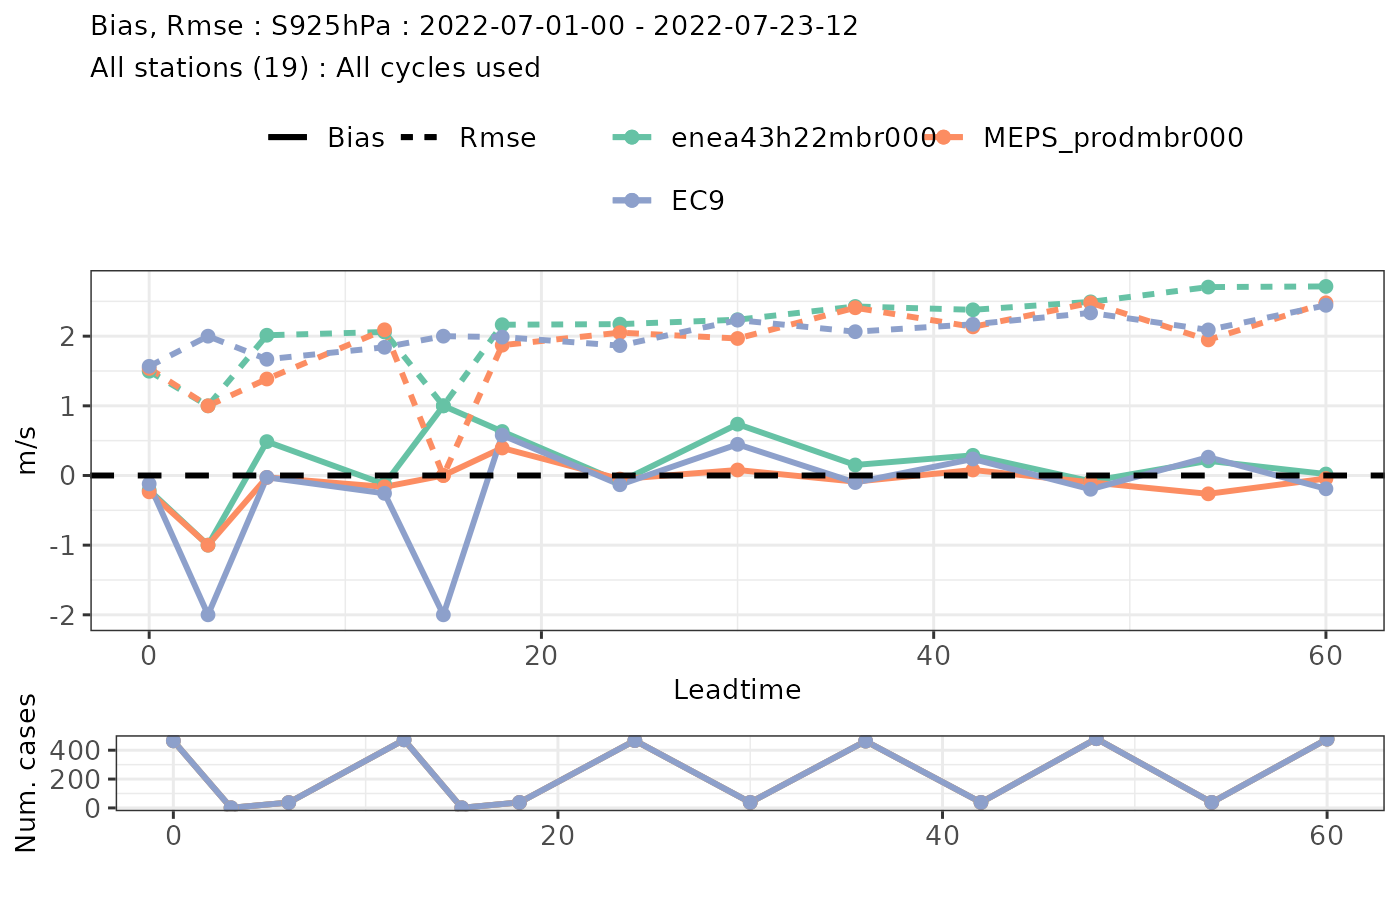 Bias, Rmse : S925hPa : 2022-07-01-00 - 2022-07-23-12
All stations (19) : All cycles used
Bias Rmse enea43h22mbr000 MEPS_prodmbr000
EC9
m/s
2
1
0
-1
-2
0 20 40 60
Leadtime
Num. cases
400
200
0
0 20 40 60